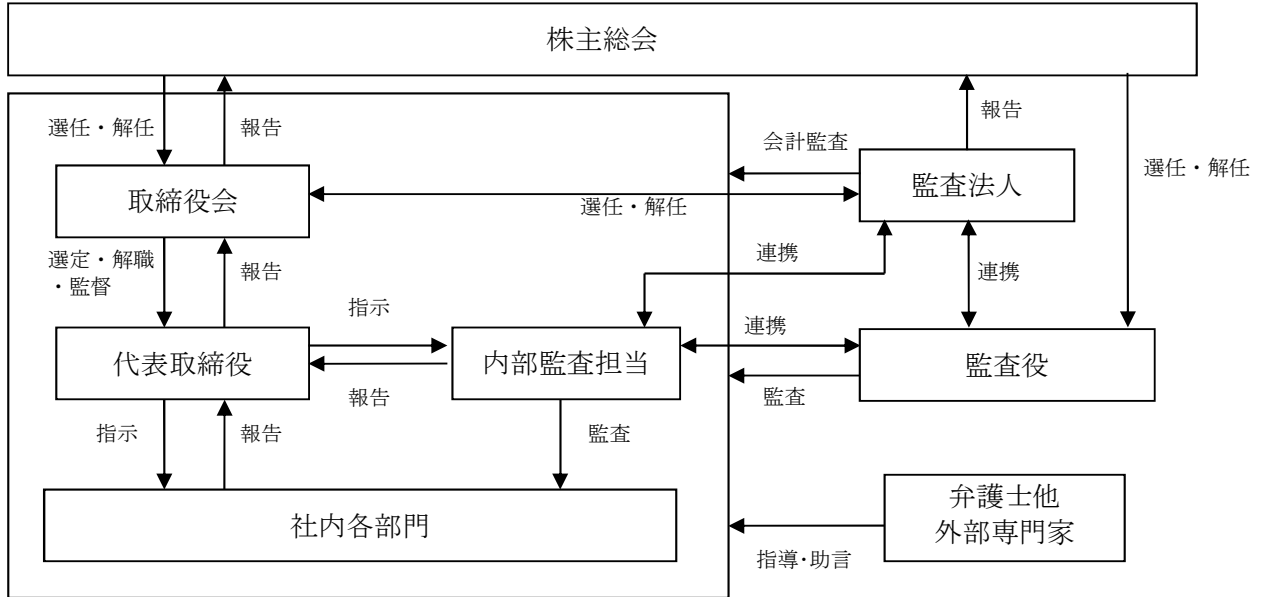 株主総会
選任・解任
報告
報告
会計監査
選任・解任
取締役会
監査法人
選任・解任
選定・解職
・監督
報告
連携
連携
指示
連携
代表取締役
内部監査担当
監査役
報告
監査
指示
報告
監査
社内各部門
弁護士他
外部専門家
指導・助言